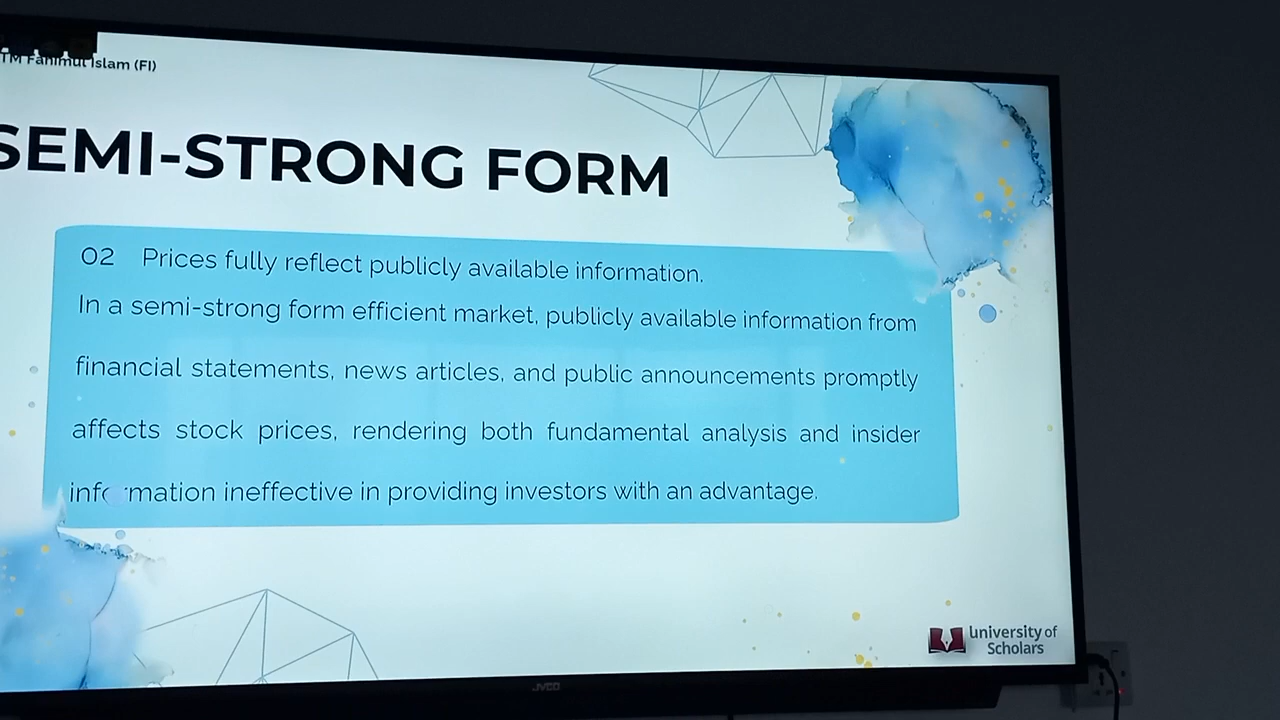 TM Fahimul Islam (FI)
SEMI-STRONG FORM
02 Prices fully reflect publicly available information.
In a semi-strong form efficient market, publicly available information from
financial statements, news articles, and public announcements promptly
affects stock prices, rendering both fundamental analysis and insider
information ineffective in providing investors with an advantage.
university of
Scholars
JVCO